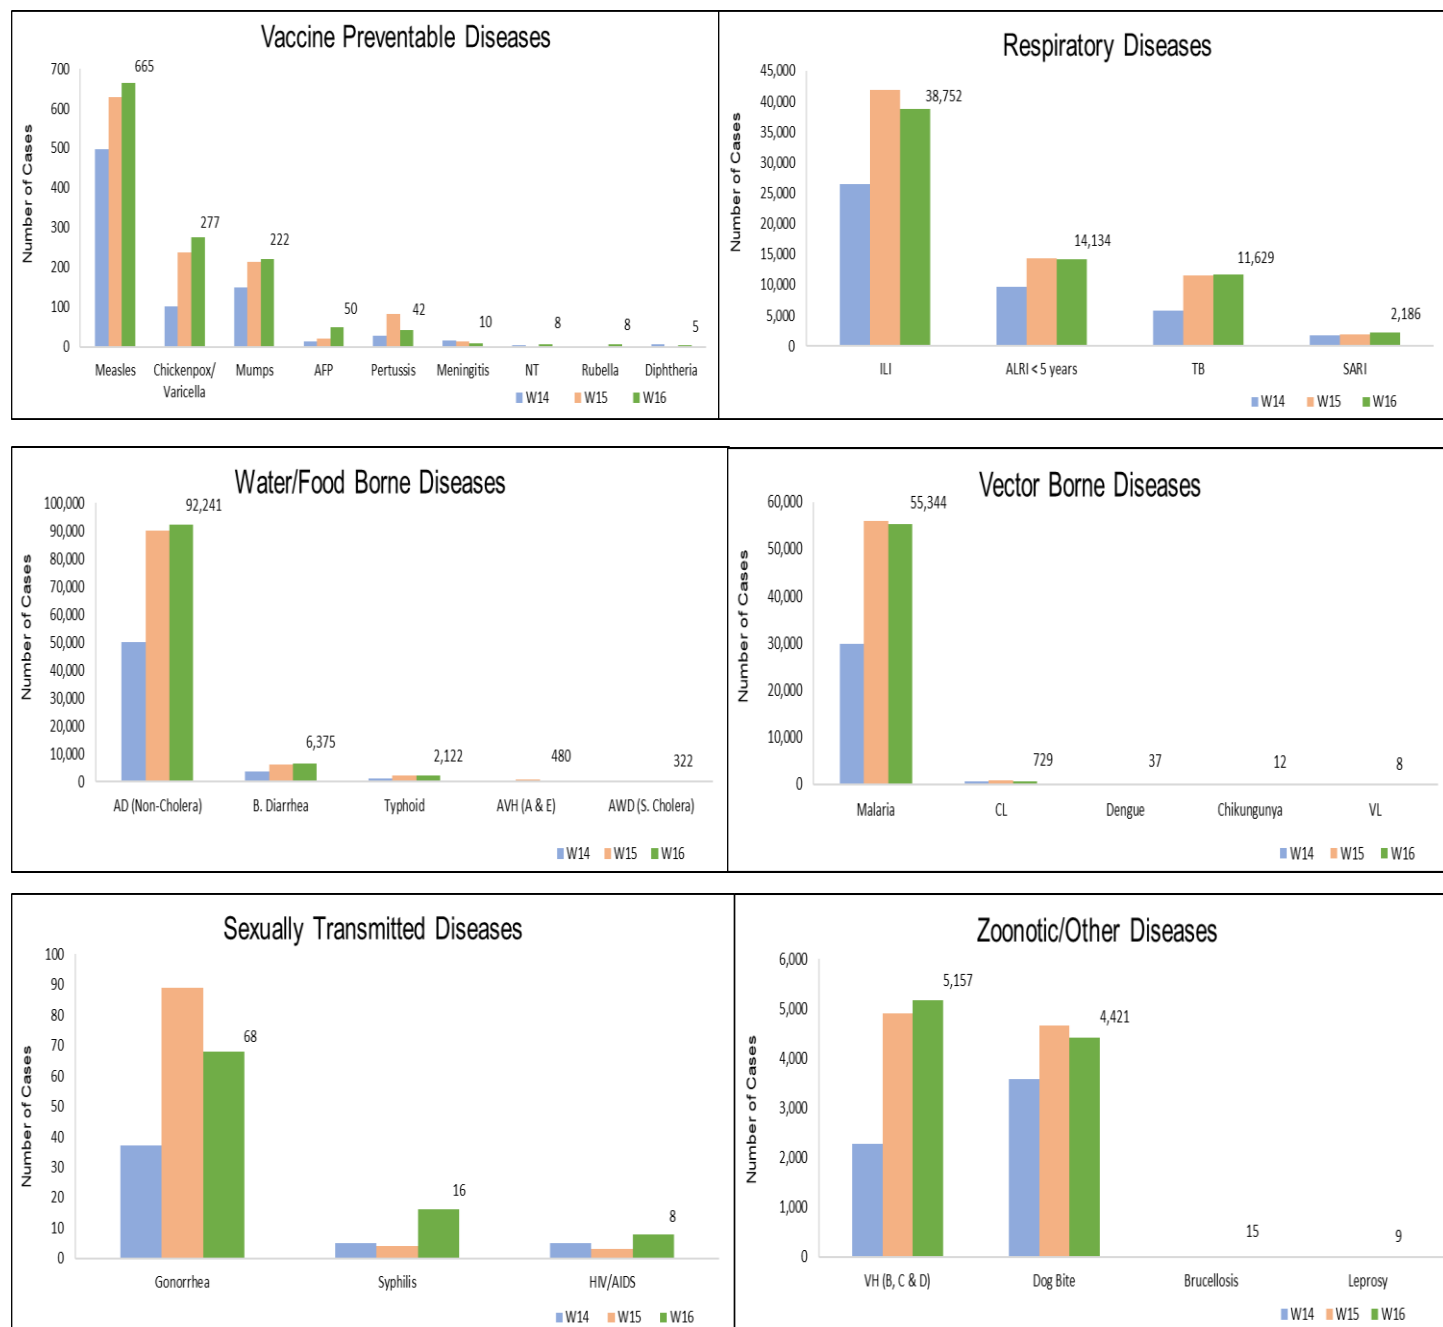 Vaccine Preventable Diseases
Number of Cases
700
600
500
400
300
200
100
0
665
277
222
50
42
10
8
8
5
Measles
Chickenpox/
Varicella
Mumps
AFP
Pertussis
Meningitis
NT
Rubella
Diphtheria
W14 W15 W16
Respiratory Diseases
Number of Cases
45,000
40,000
35,000
30,000
25,000
20,000
15,000
10,000
5,000
0
38,752
14,134
11,629
2,186
ILI
ALRI < 5 years
TB
SARI
W14 W15 W16
Water/Food Borne Diseases
Number of Cases
100,000
90,000
80,000
70,000
60,000
50,000
40,000
30,000
20,000
10,000
0
92,241
6,375
2,122
480
322
AD (Non-Cholera)
B. Diarrhea
Typhoid
AVH (A & E)
AWD (S. Cholera)
W14 W15 W16
Vector Borne Diseases
Number of Cases
60,000
50,000
40,000
30,000
20,000
10,000
0
55,344
729
37
12
8
Malaria
CL
Dengue
Chikungunya
VL
W14 W15 W16
Sexually Transmitted Diseases
Number of Cases
100
90
80
70
60
50
40
30
20
10
0
68
16
8
Gonorrhea
Syphilis
HIV/AIDS
W14 W15 W16
Zoonotic/Other Diseases
Number of Cases
6,000
5,000
4,000
3,000
2,000
1,000
0
5,157
4,421
15
9
VH (B, C & D)
Dog Bite
Brucellosis
Leprosy
W14 W15 W16